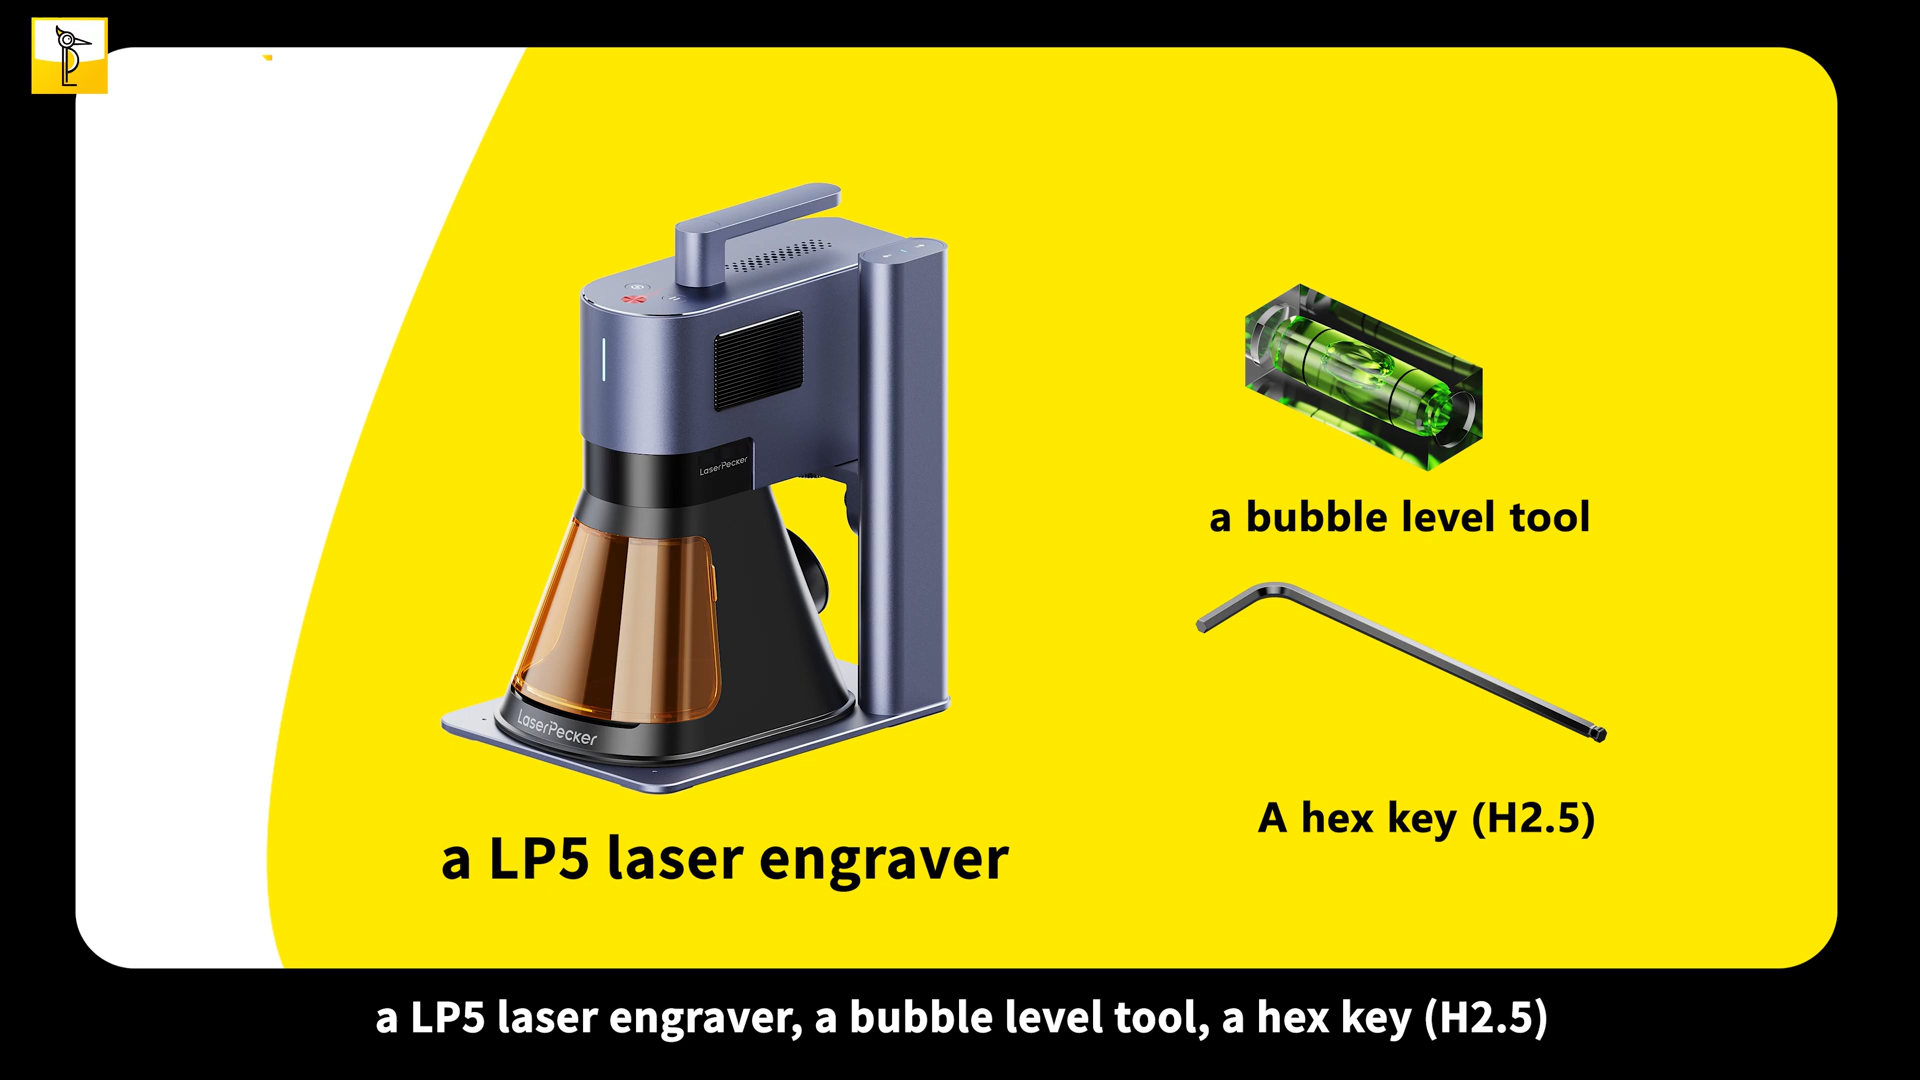 LaserPecker
LaserPecker
a LP5 laser engraver
a bubble level tool
A hex key (H2.5)
a LP5 laser engraver, a bubble level tool, a hex key (H2.5)